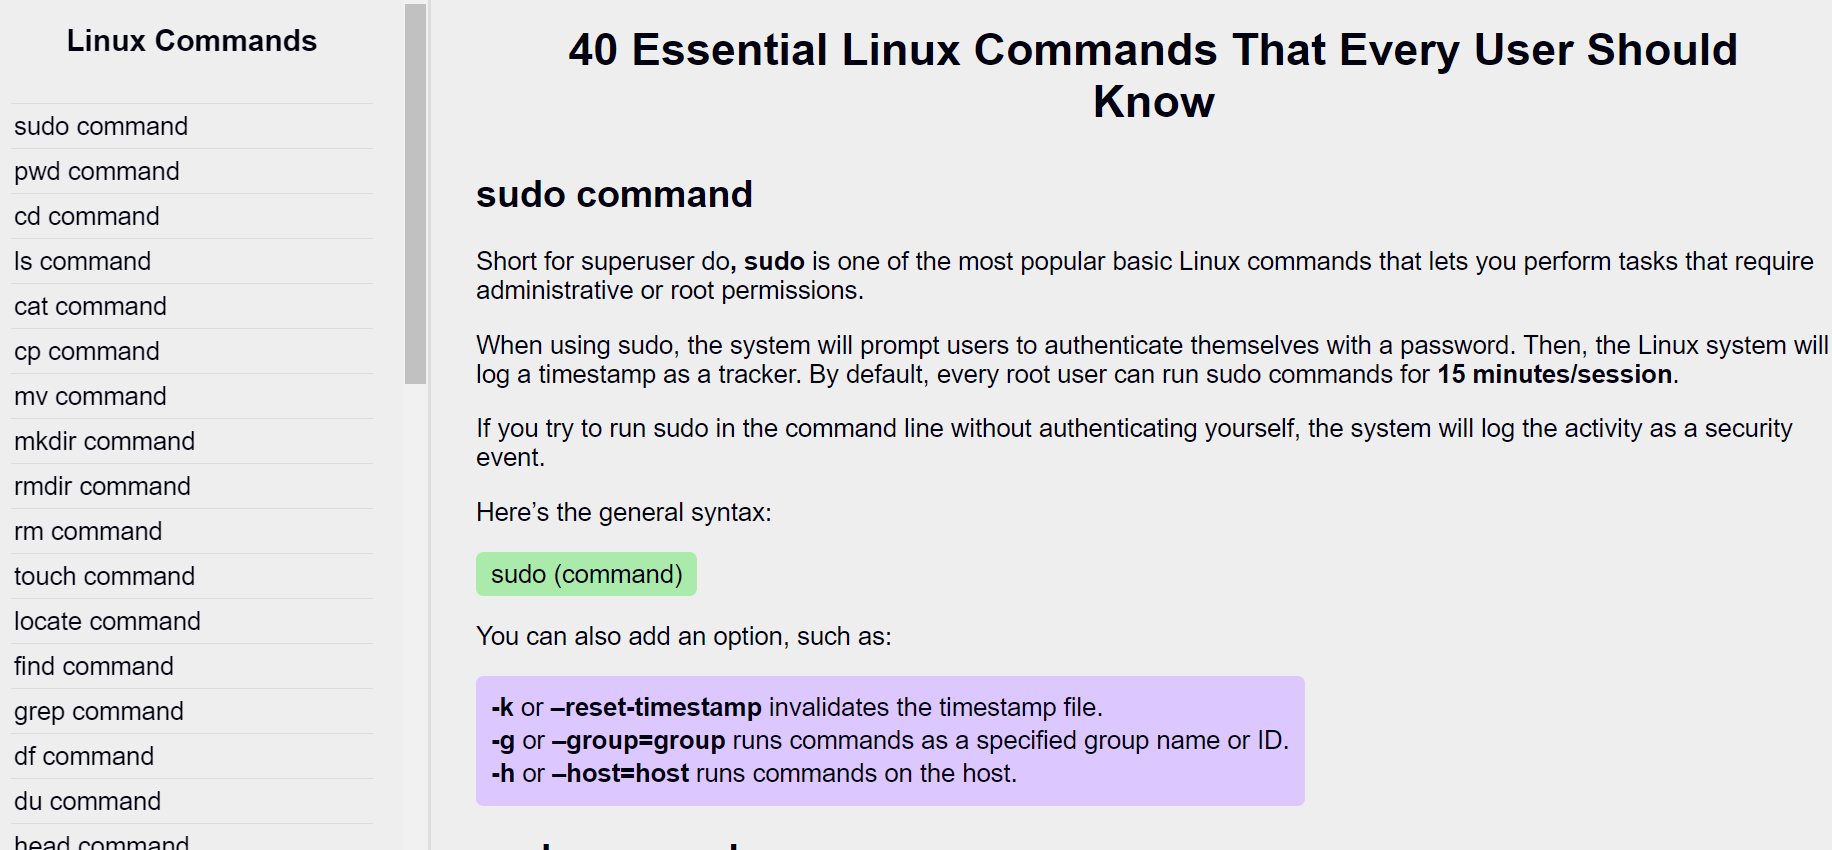 Linux Commands
sudo command
pwd command
cd command
ls command
cat command
cp command
mv command
mkdir command
rmdir command
rm command
touch command
locate command
find command
grep command
df command
du command
head command
40 Essential Linux Commands That Every User Should
Know
sudo command
Short for superuser do, sudo is one of the most popular basic Linux commands that lets you perform tasks that require
administrative or root permissions.
When using sudo, the system will prompt users to authenticate themselves with a password. Then, the Linux system will
log a timestamp as a tracker. By default, every root user can run sudo commands for 15 minutes/session.
If you try to run sudo in the command line without authenticating yourself, the system will log the activity as a security
event.
Here’s the general syntax:
sudo (command)
You can also add an option, such as:
-k or –reset-timestamp invalidates the timestamp file.
-g or –group=group runs commands as a specified group name or ID.
-h or –host=host runs commands on the host.